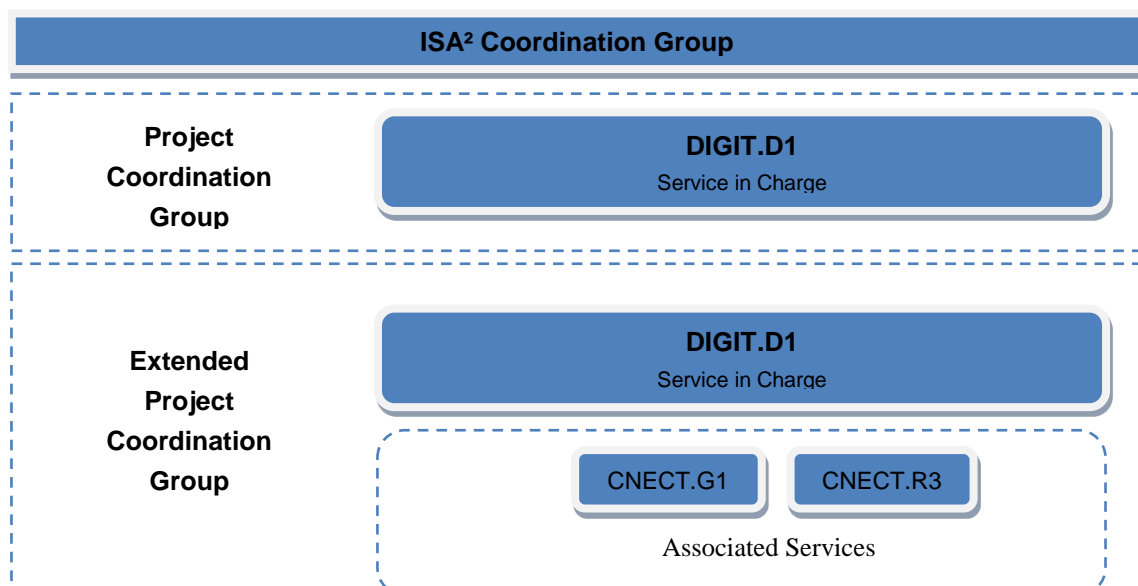 ISA² Coordination Group
Project
Coordination
Group
DIGIT.D1
Service in Charge
Extended
Project
Coordination
Group
DIGIT.D1
Service in Charge
CNECT.G1
CNECT.R3
Associated Services